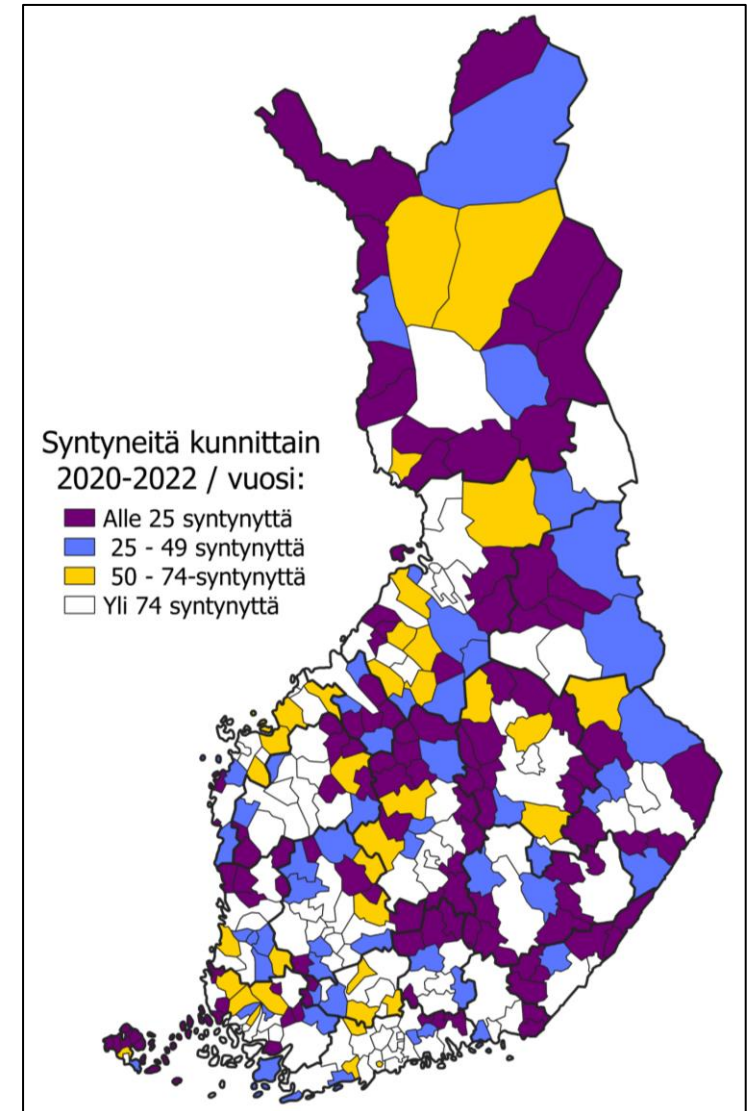 Syntyneitä kunnittain
2020-2022 / vuosi:
Alle 25 syntynyttä
25 - 49 syntynyttä
50 - 74-syntynyttä
Yli 74 syntynyttä